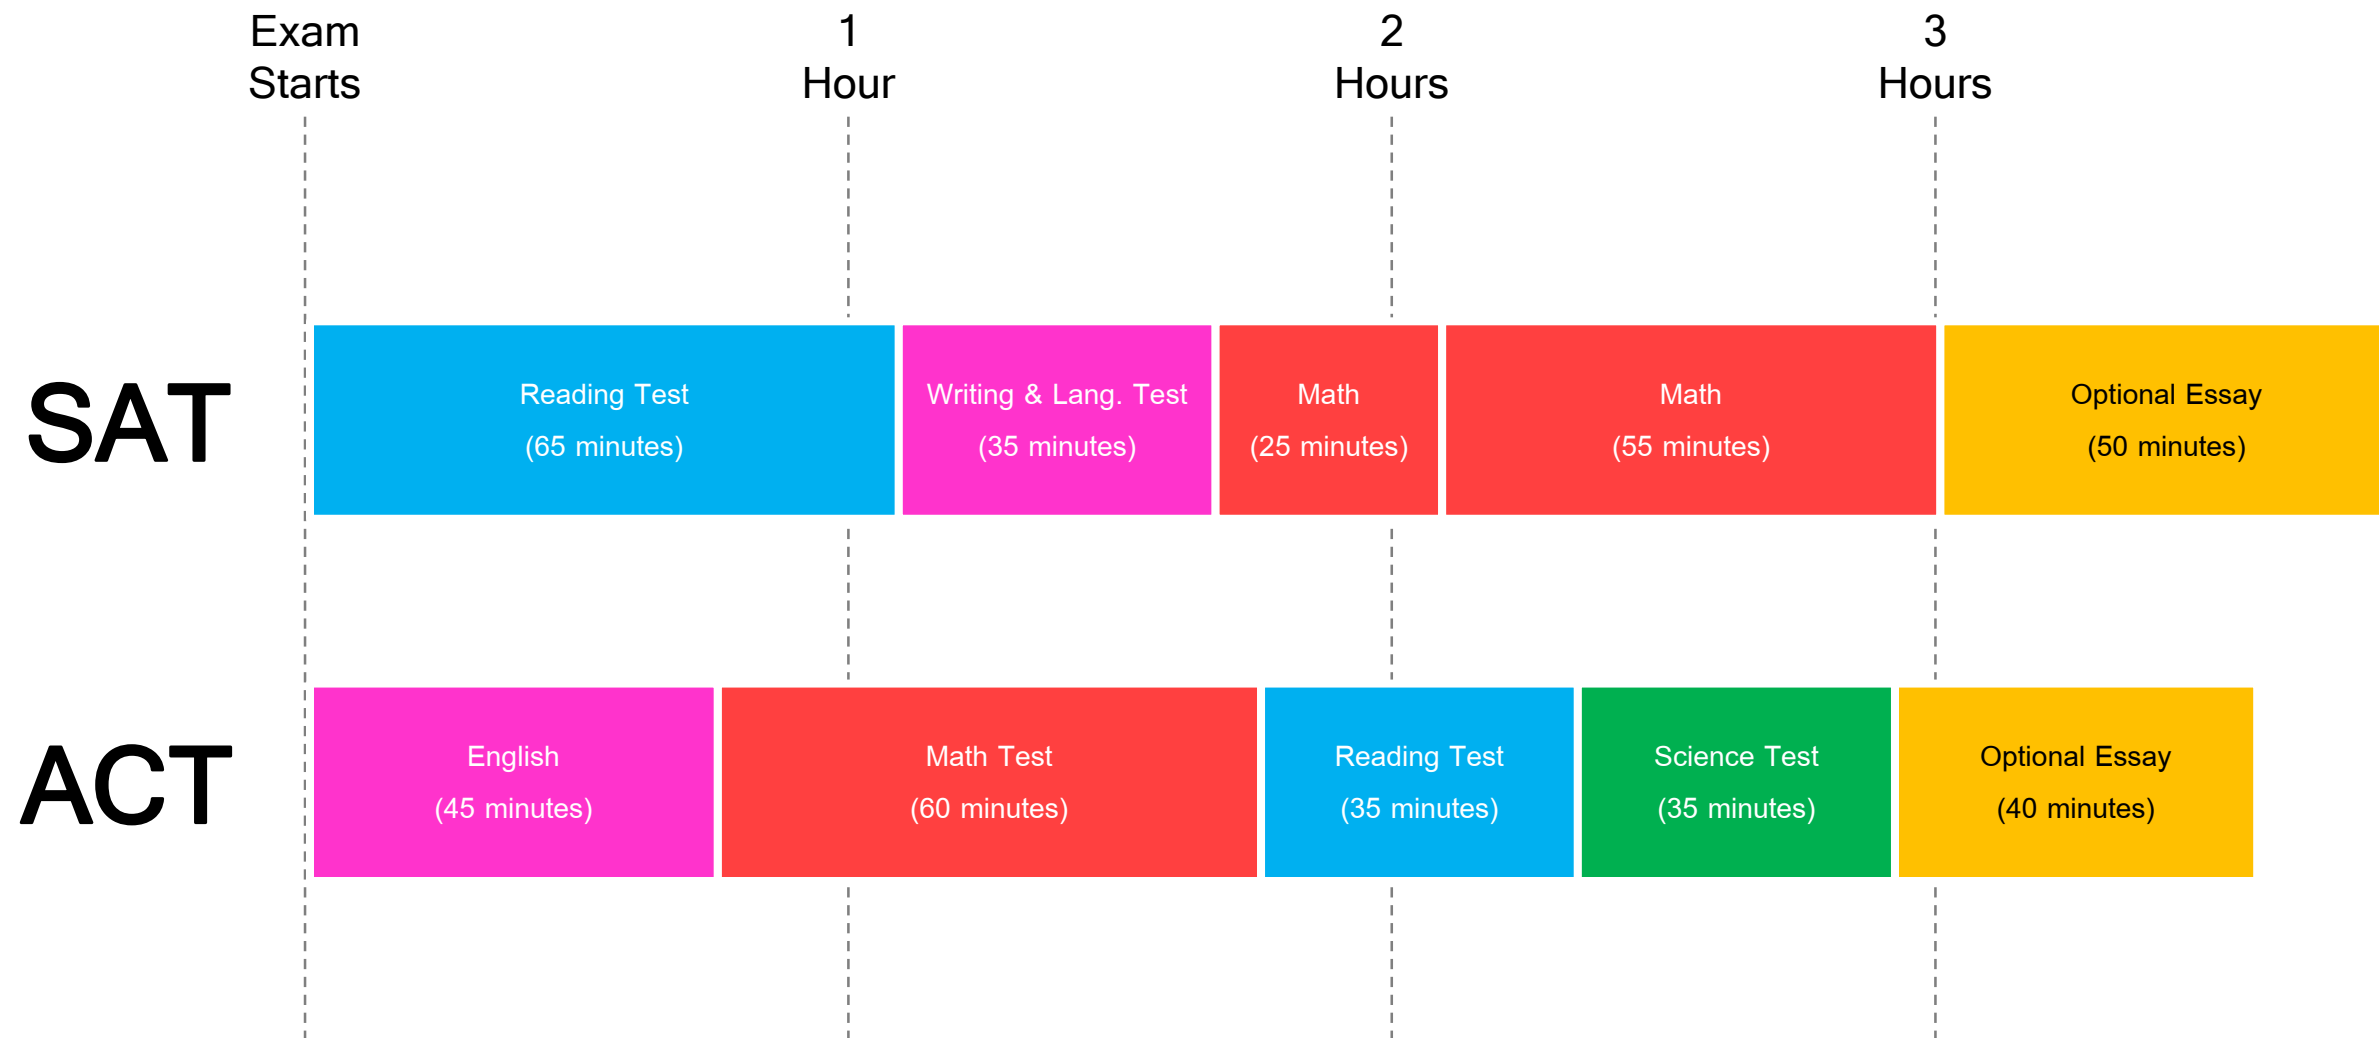 Exam
Starts
1
Hour
2
Hours
3
Hours
SAT
Reading Test
(65 minutes)
Writing & Lang. Test
(35 minutes)
Math
(25 minutes)
Math
(55 minutes)
Optional Essay
(50 minutes)
ACT
English
(45 minutes)
Math Test
(60 minutes)
Reading Test
(35 minutes)
Science Test
(35 minutes)
Optional Essay
(40 minutes)